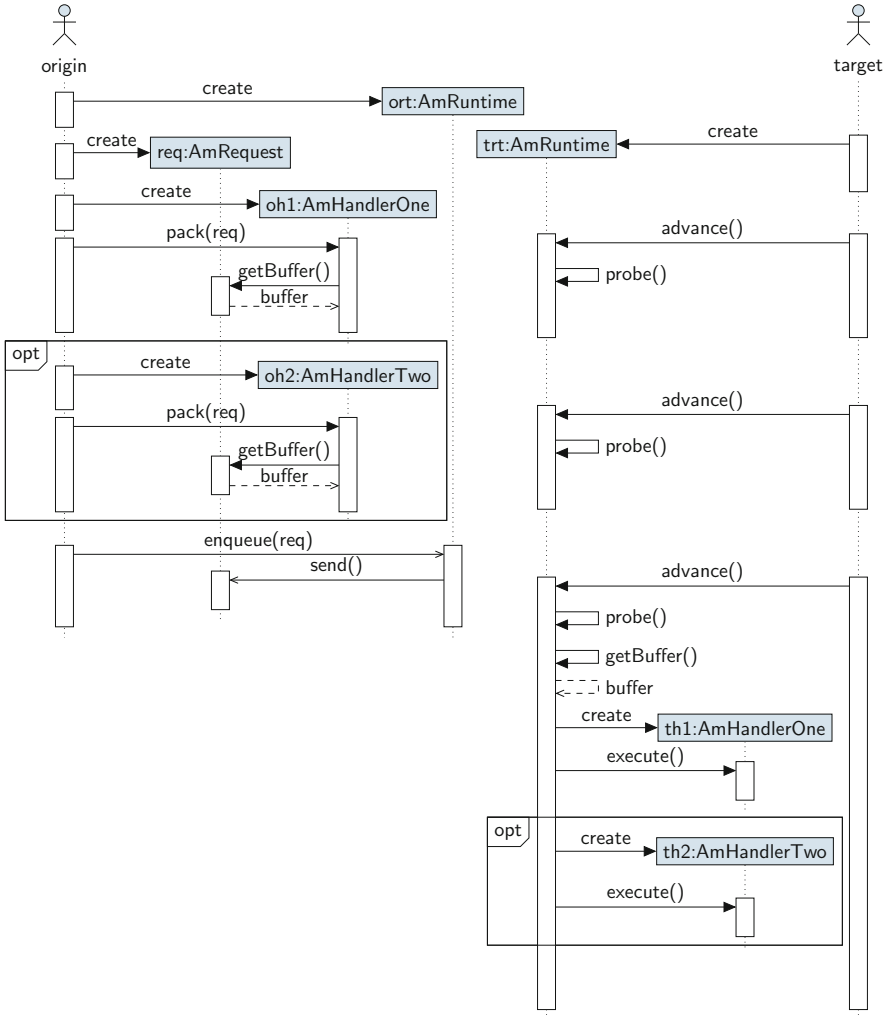 origin
target
create
ort:AmRuntime
create
req:AmRequest
create
trt:AmRuntime
create
oh1:AmHandlerOne
pack(req)
advance()
getBuffer()
probe()
buffer
opt
create
oh2:AmHandlerTwo
pack(req)
advance()
getBuffer()
probe()
buffer
enqueue(req)
send()
advance()
probe()
getBuffer()
buffer
create
th1:AmHandlerOne
execute()
opt
create
th2:AmHandlerTwo
execute()